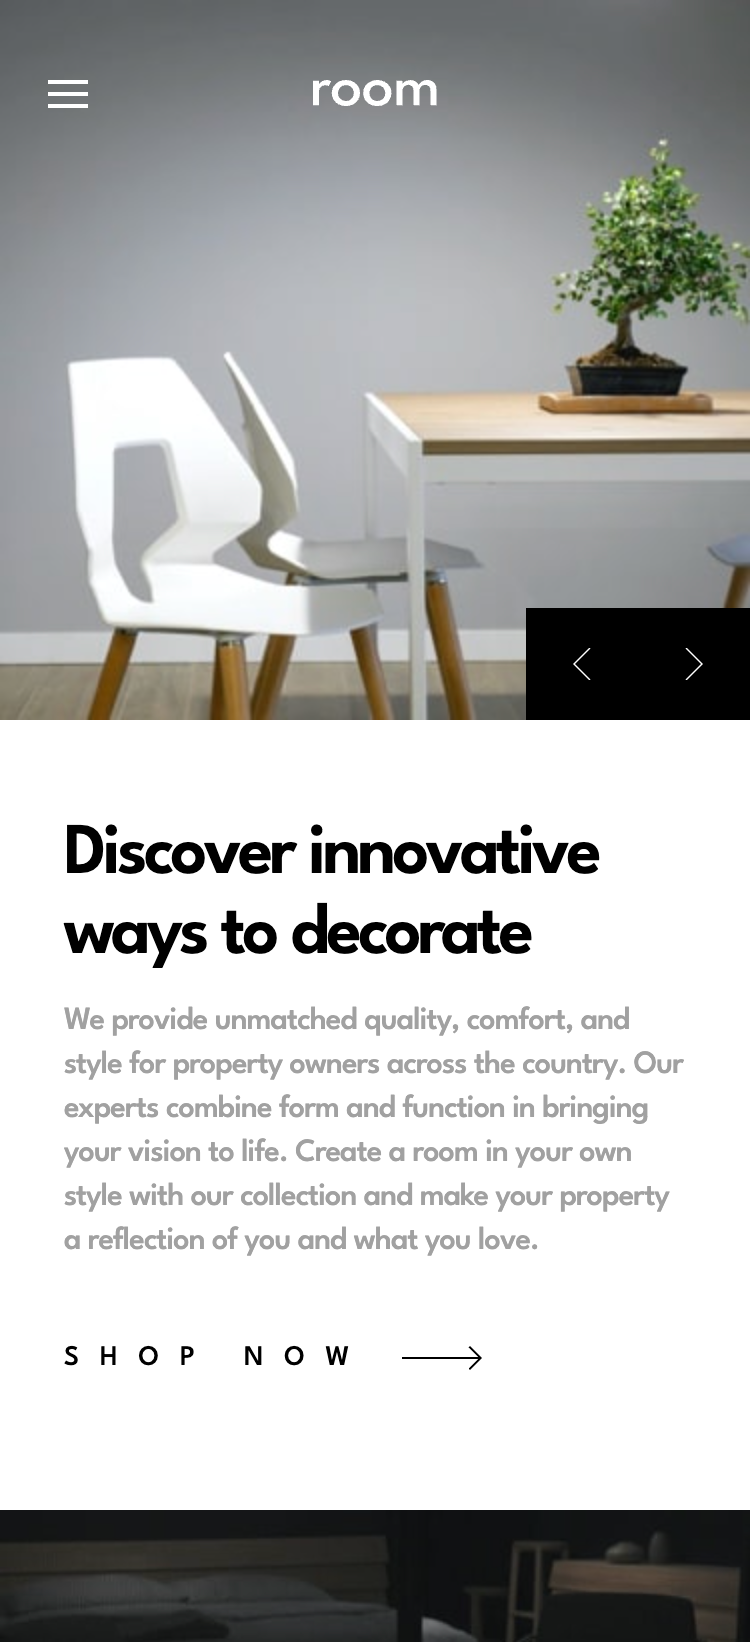 room
Discover innovative
ways to decorate
We provide unmatched quality, comfort, and
style for property owners across the country. Our
experts combine form and function in bringing
your vision to life. Create a room in your own
style with our collection and make your property
a reflection of you and what you love.
SHOP NOW